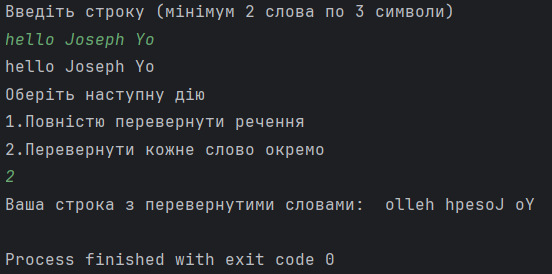 Введіть строку (мінімум 2 слова по 3 символи)
hello Joseph Yo
hello Joseph Yo
Оберіть наступну дію
1.Повністю перевернути речення
2.Перевернути кожне слово окремо
2
Ваша строка з перевернутими словами:  olleh hpesoJ oY
Process finished with exit code 0